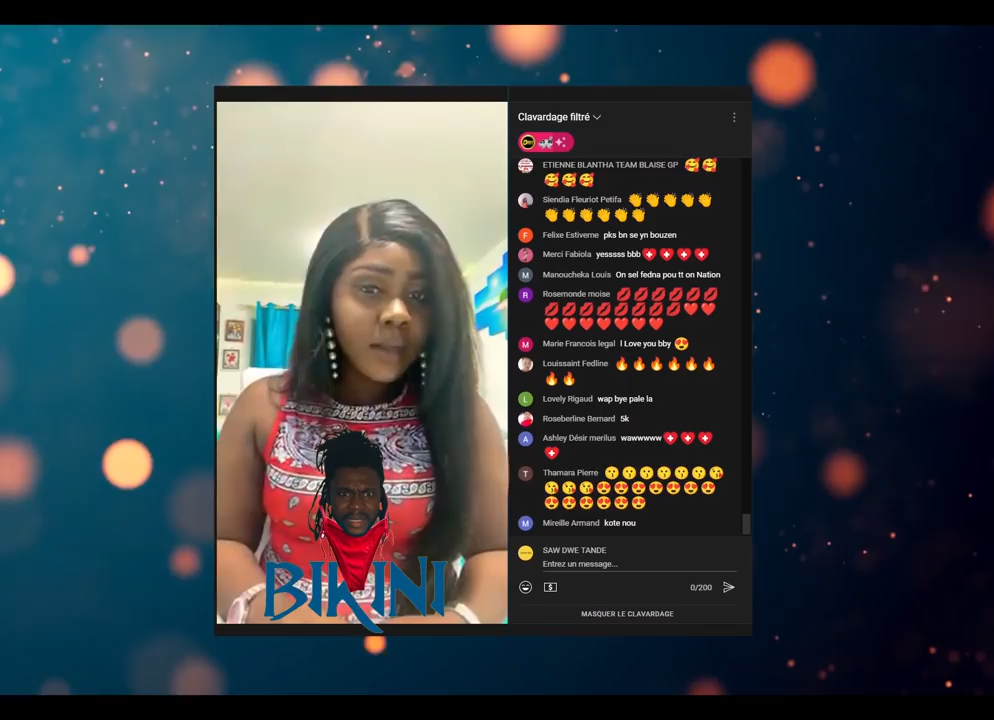 Clavardage filtré
ETIENNE BLANTHA TEAM BLAISE GP
Siendia Fleuriot Petifa
Felixe Estiverne pks bn se yn bouzen
Merci Fabiola yesssss bbb
Manoucheka Louis On sel fedna pou tt on Nation
Rosemonde moise
Marie Francois legal I Love you bby
Louissaint Fedline
Lovely Rigaud wap bye pale la
Roseberline Bernard 5k
Ashley Désir merilus wawwwww
Thamara Pierre
Mireille Armand kote nou
SAW DWE TANDE
Entrez un message...
0/200
MASQUER LE CLAVARDAGE
BIKINI